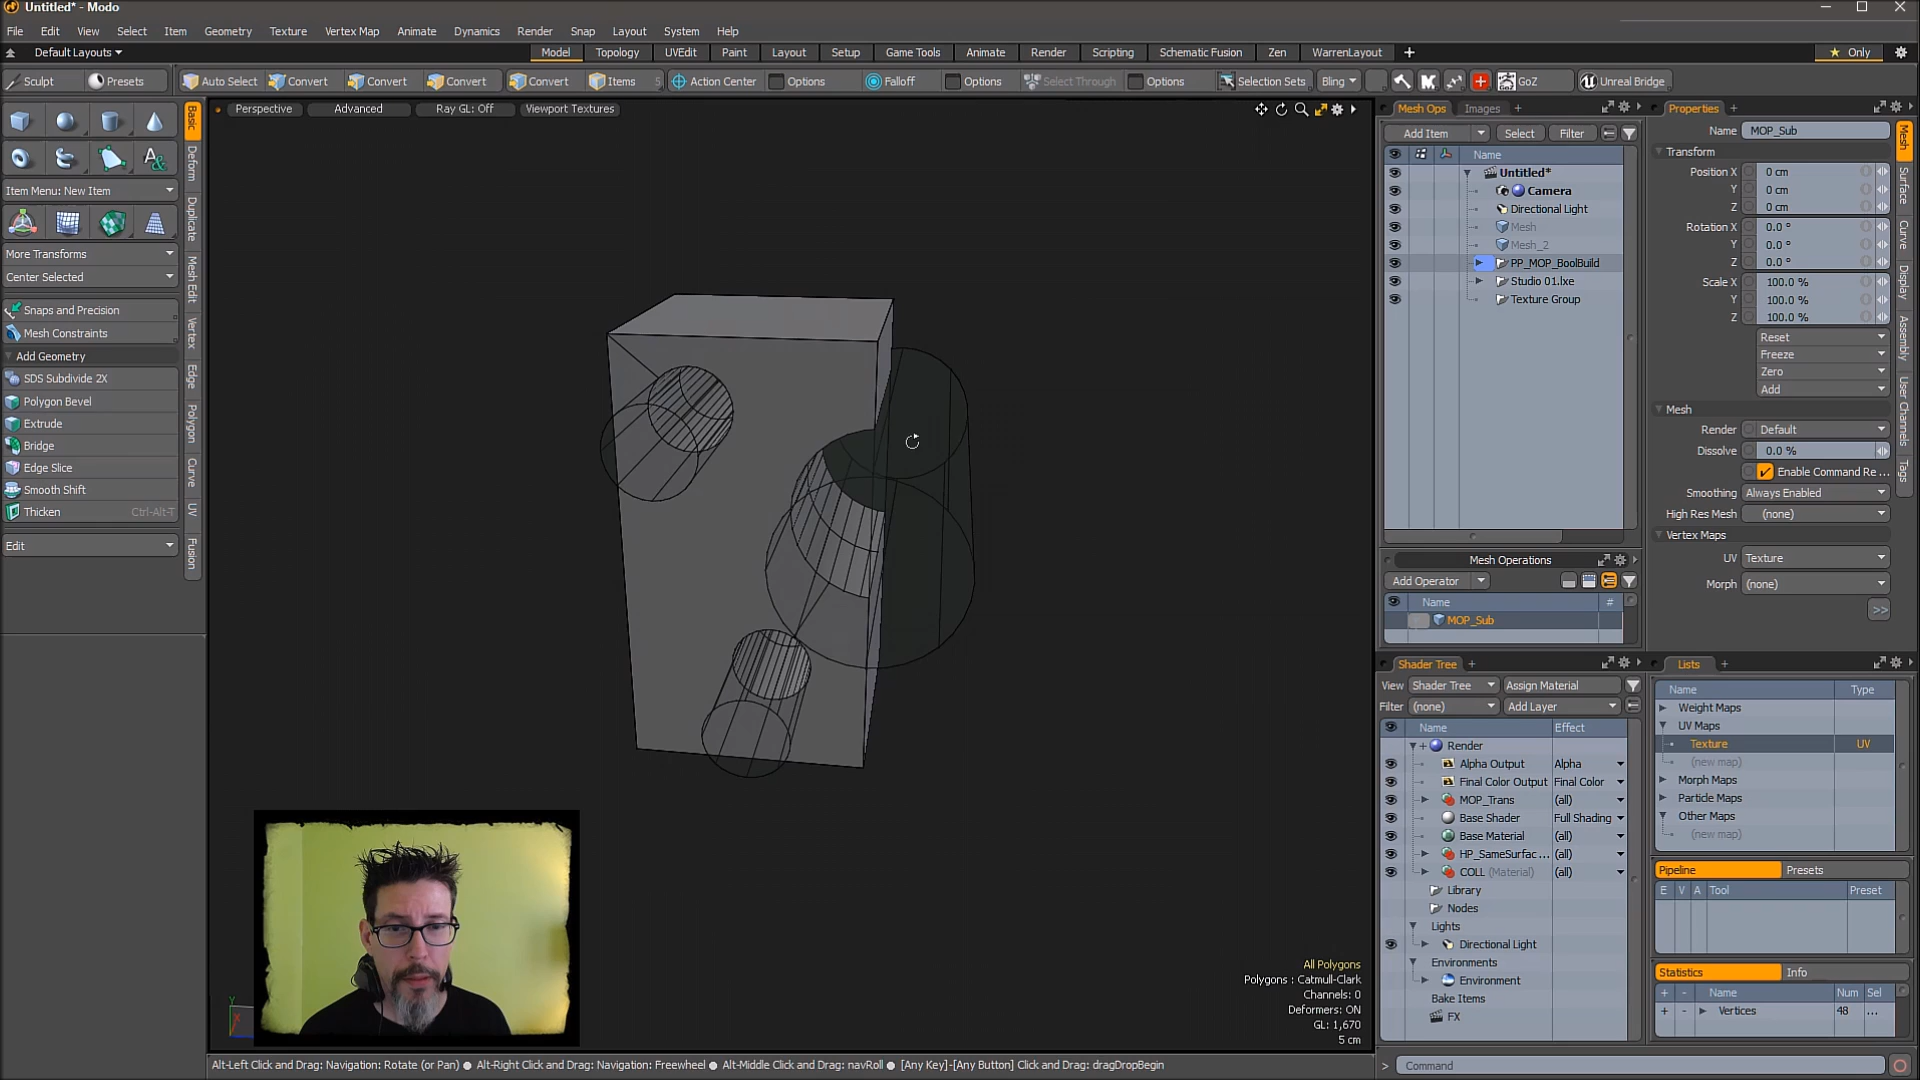 Untitled* - Modo
File Edit View Select Item Geometry Texture Vertex Map Animate Dynamics Render Snap Layout System Help
Default Layouts
Model Topology UVEdit Paint Layout Setup Game Tools Animate Render Scripting Schematic Fusion Zen WarrenLayout + Only
Sculpt Presets Auto Select Convert Convert Convert Convert Items 5 Action Center Options Falloff Options Select Through Options Selection Sets Bling GoZ Unreal Bridge
Perspective Advanced Ray GL: Off Viewport Textures
Basic
Deform
Duplicate
Mesh Edit
Vertex
Edge
Polygon
Curve
UV
Fusion
Item Menu: New Item
More Transforms
Center Selected
Snaps and Precision
Mesh Constraints
Add Geometry
SDS Subdivide 2X
Polygon Bevel
Extrude
Bridge
Edge Slice
Smooth Shift
Thicken Ctrl-Alt-T
Edit
All Polygons
Polygons : Catmull-Clark
Channels: 0
Deformers: ON
GL: 1,670
5 cm
Y
X
Alt-Left Click and Drag: Navigation: Rotate (or Pan) ● Alt-Right Click and Drag: Navigation: Freewheel ● Alt-Middle Click and Drag: navRoll ● [Any Key]-[Any Button] Click and Drag: dragDropBegin
Mesh Ops Images +
Add Item Select Filter
Name
Untitled*
Camera
Directional Light
Mesh
Mesh_2
PP_MOP_BoolBuild
Studio 01.lxe
Texture Group
Mesh Operations
Add Operator
Name #
MOP_Sub
Shader Tree +
View Shader Tree Assign Material
Filter (none) Add Layer
Name Effect
Render
Alpha Output Alpha
Final Color Output Final Color
MOP_Trans (all)
Base Shader Full Shading
Base Material (all)
HP_SameSurfac ... (all)
COLL (Material) (all)
Library
Nodes
Lights
Directional Light
Environments
Environment
Bake Items
FX
Properties +
Name MOP_Sub
Transform
Position X 0 cm
Y 0 cm
Z 0 cm
Rotation X 0.0 °
Y 0.0 °
Z 0.0 °
Scale X 100.0 %
Y 100.0 %
Z 100.0 %
Reset
Freeze
Zero
Add
Mesh
Render Default
Dissolve 0.0 %
Enable Command Re ...
Smoothing Always Enabled
High Res Mesh (none)
Vertex Maps
UV Texture
Morph (none)
>>
Mesh
Surface
Curve
Display
Assembly
User Channels
Tags
Lists +
Name Type
Weight Maps
UV Maps
Texture UV
(new map)
Morph Maps
Particle Maps
Other Maps
(new map)
Pipeline Presets
E V A Tool Preset
Statistics Info
+ - Name Num Sel
+ - Vertices 48 ...
> Command